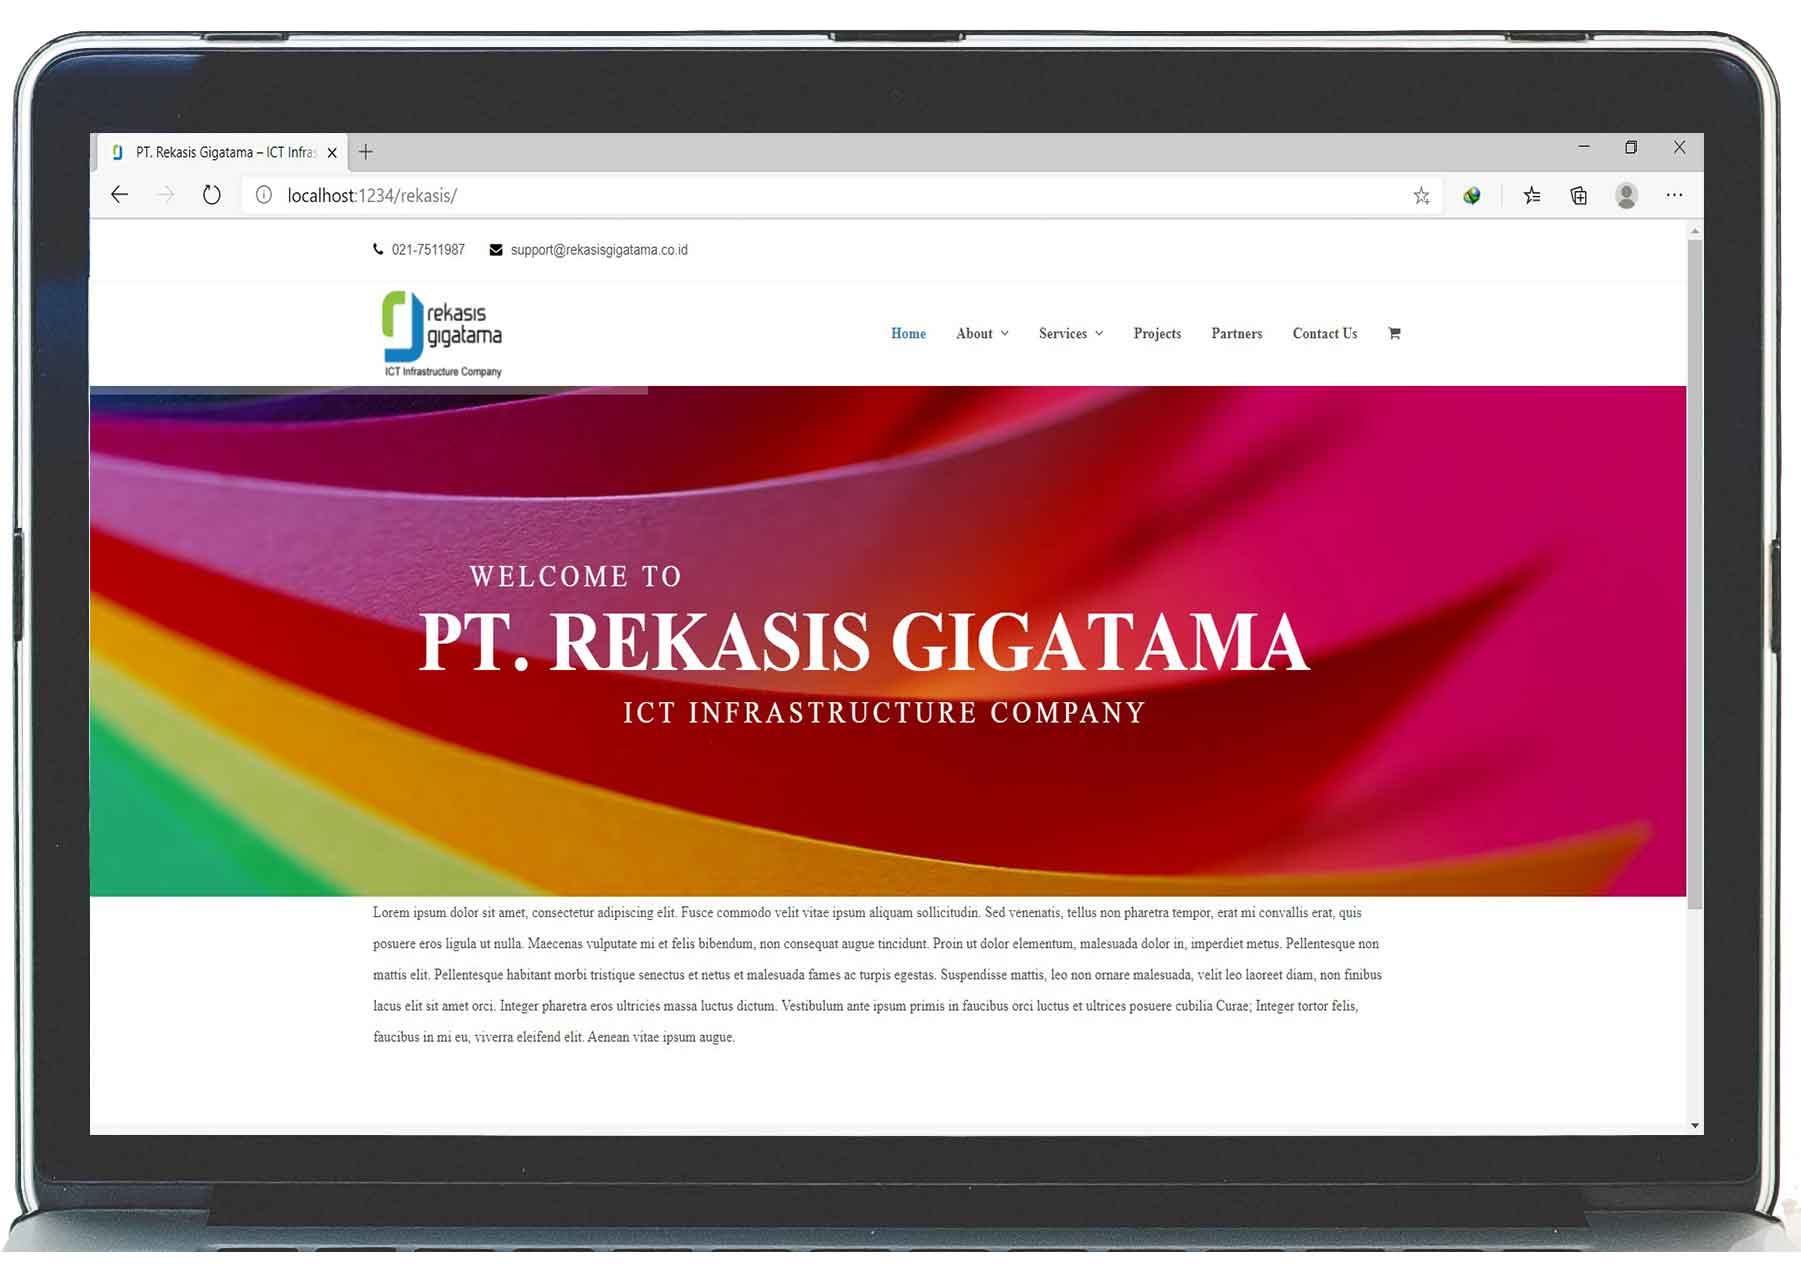 PT. Rekasis Gigatama – ICT Infras
localhost:1234/rekasis/
021-7511987 support@rekasisgigatama.co.id
rekasis
gigatama
ICT Infrastructure Company
Home About Services Projects Partners Contact Us
WELCOME TO
PT. REKASIS GIGATAMA
ICT INFRASTRUCTURE COMPANY
Lorem ipsum dolor sit amet, consectetur adipiscing elit. Fusce commodo velit vitae ipsum aliquam sollicitudin. Sed venenatis, tellus non pharetra tempor, erat mi convallis erat, quis
posuere eros ligula ut nulla. Maecenas vulputate mi et felis bibendum, non consequat augue tincidunt. Proin ut dolor elementum, malesuada dolor in, imperdiet metus. Pellentesque non
mattis elit. Pellentesque habitant morbi tristique senectus et netus et malesuada fames ac turpis egestas. Suspendisse mattis, leo non ornare malesuada, velit leo laoreet diam, non finibus
lacus elit sit amet orci. Integer pharetra eros ultricies massa luctus dictum. Vestibulum ante ipsum primis in faucibus orci luctus et ultrices posuere cubilia Curae; Integer tortor felis,
faucibus in mi eu, viverra eleifend elit. Aenean vitae ipsum augue.